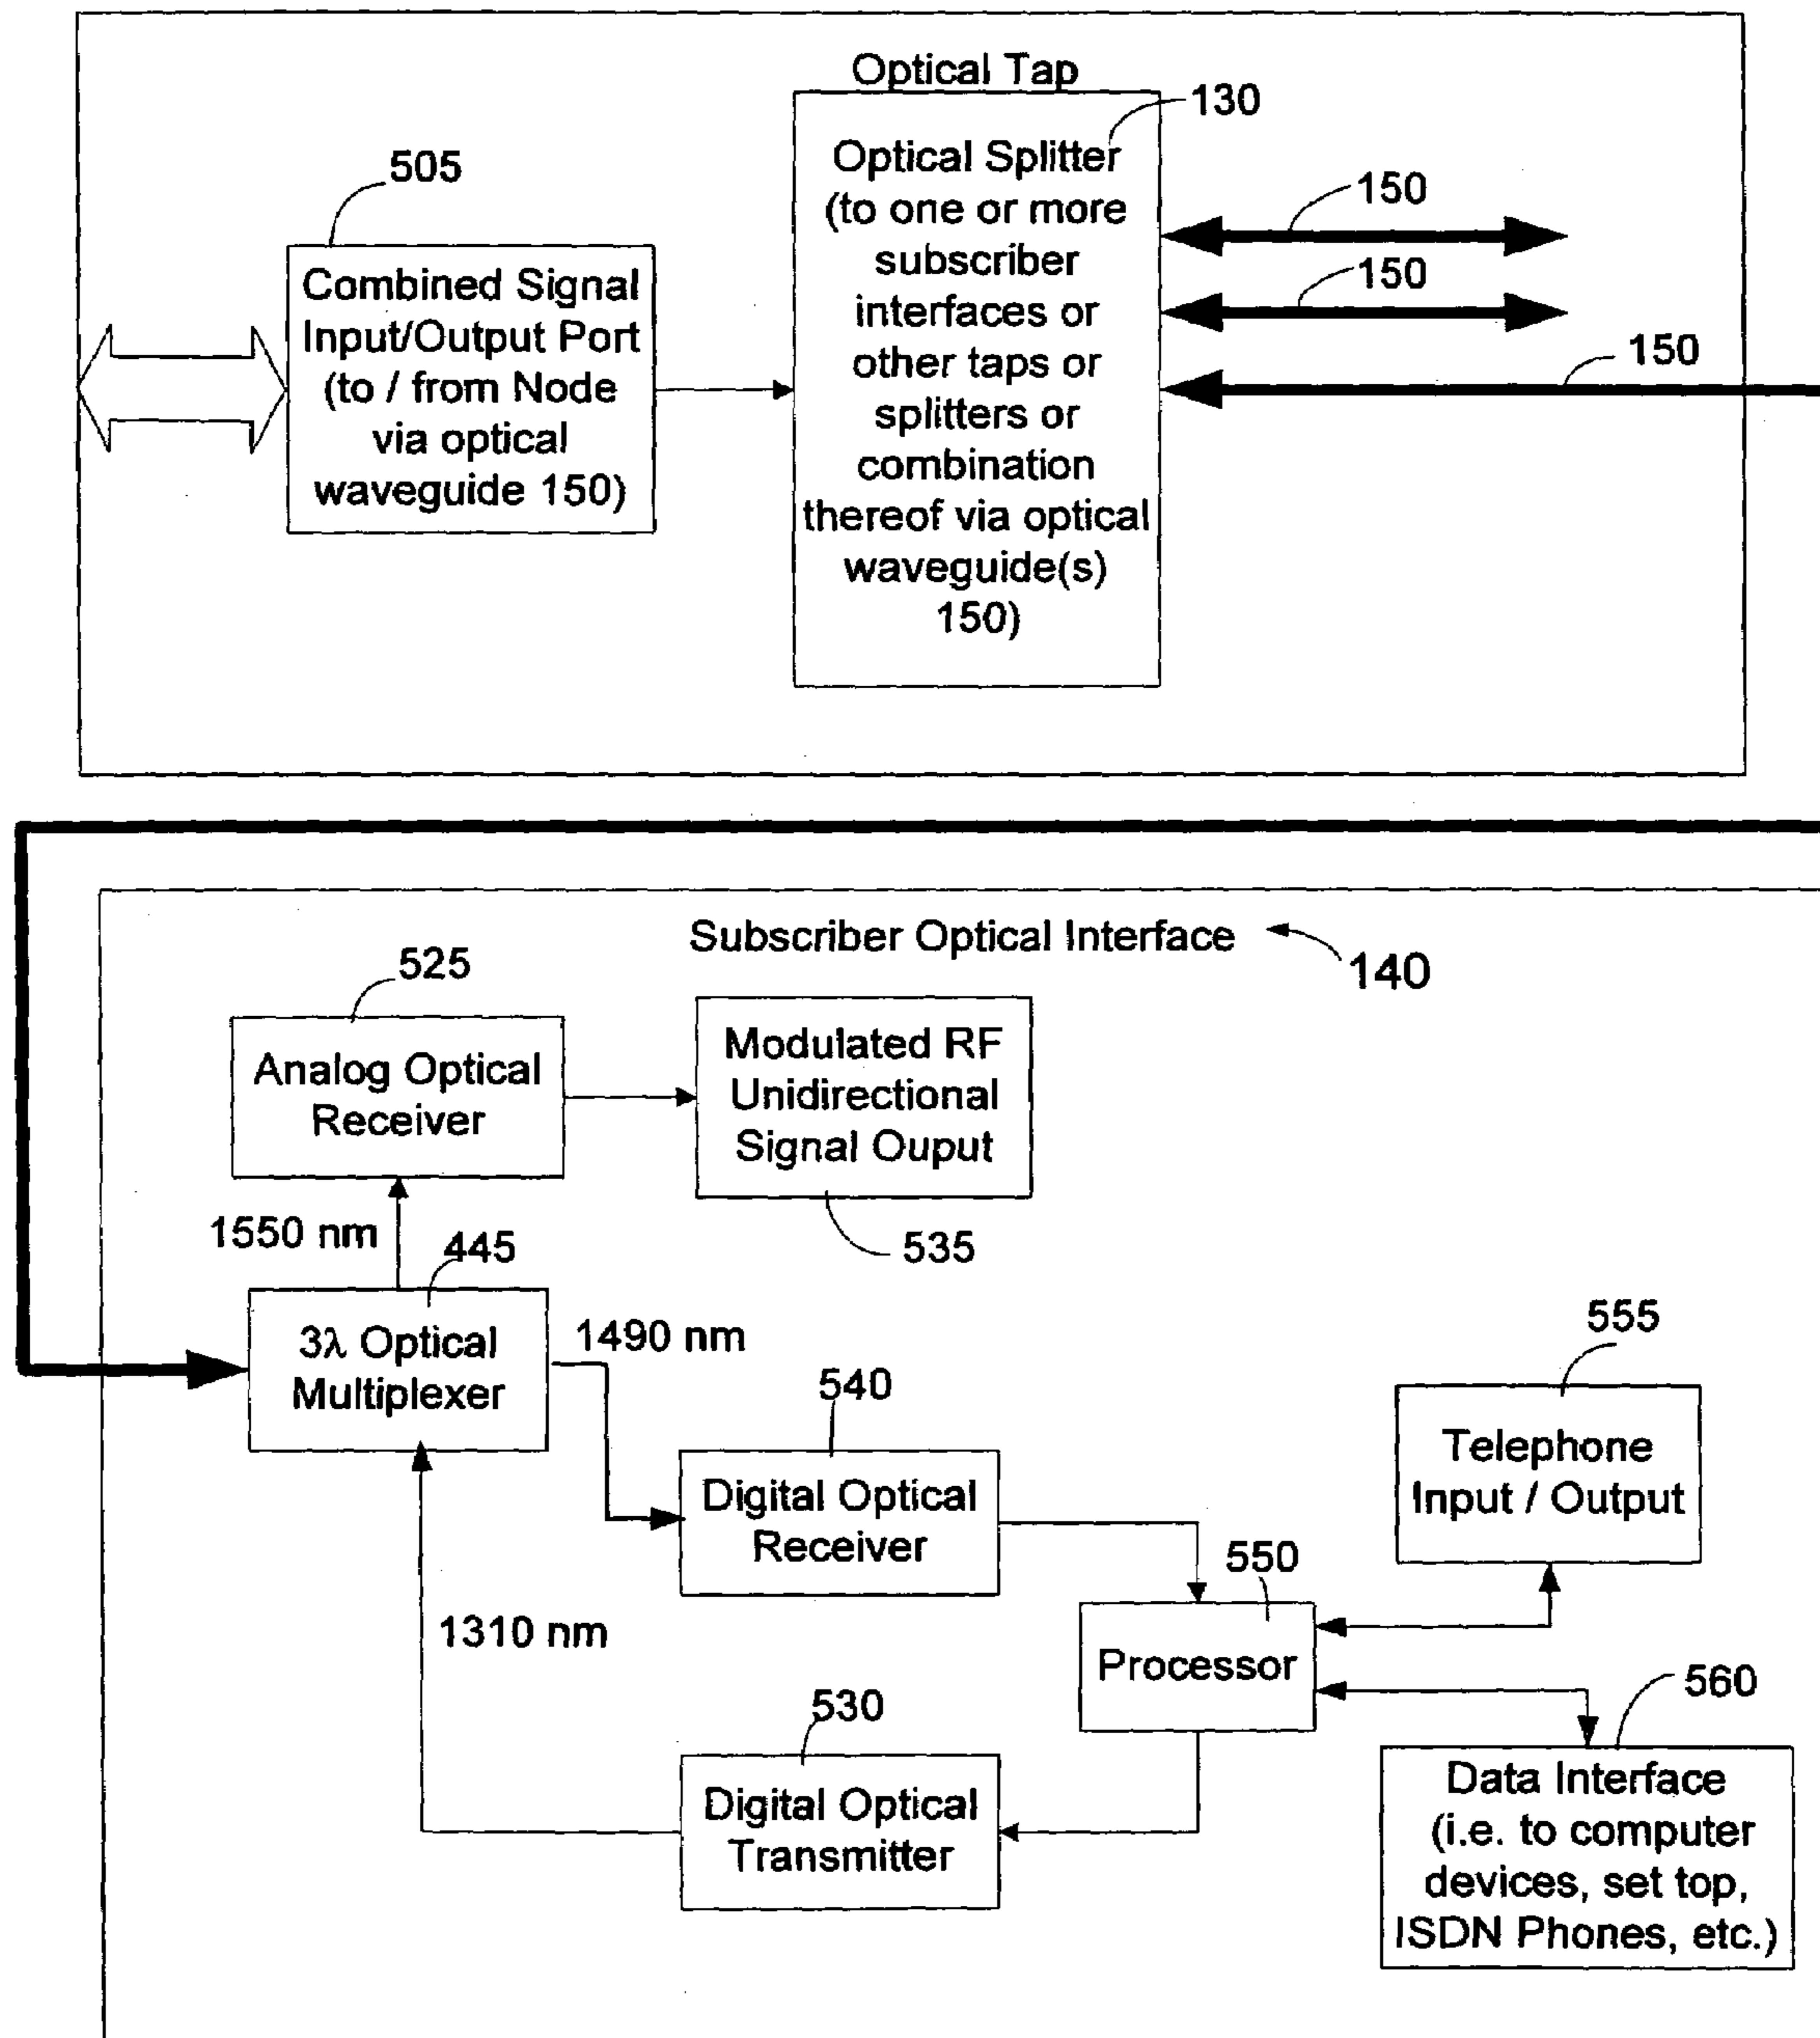 Optical Tap
130
Optical Splitter
(to one or more
subscriber
interfaces or
other taps or
splitters or
combination
thereof via optical
waveguide(s)
150)
505
Combined Signal
Input/Output Port
(to / from Node
via optical
waveguide 150)
150
150
150
Subscriber Optical Interface
140
525
Analog Optical
Receiver
Modulated RF
Unidirectional
Signal Ouput
535
1550 nm
445
3λ Optical
Multiplexer
1490 nm
540
Digital Optical
Receiver
555
Telephone
Input / Output
550
Processor
1310 nm
530
Digital Optical
Transmitter
560
Data Interface
(i.e. to computer
devices, set top,
ISDN Phones, etc.)